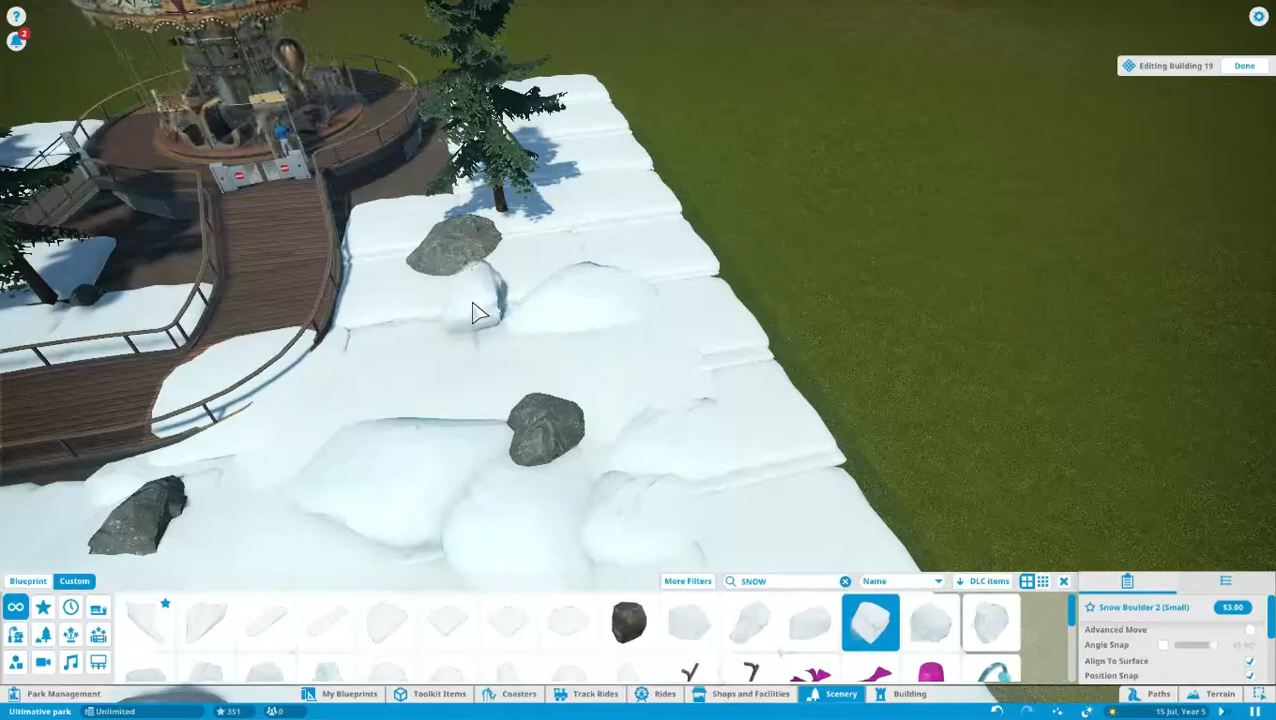 ?
2
Editing Building 19 Done
Blueprint Custom More Filters SNOW Name DLC items
Snow Boulder 2 (Small) $3.00
Advanced Move
Angle Snap
Align To Surface
Position Snap
Park Management My Blueprints Toolkit Items Coasters Track Rides Rides Shops and Facilities Scenery Building Paths Terrain
Ultimative park Unlimited 351 0 15 Jul, Year 5